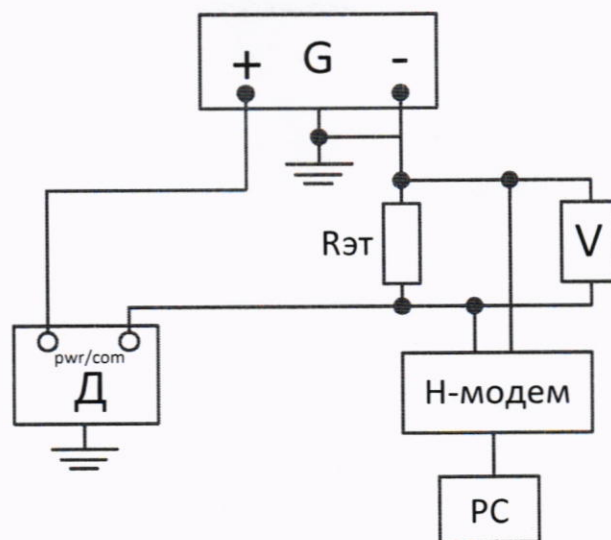 + G -
Rэт
V
pwr/com
Д
Н-модем
PC